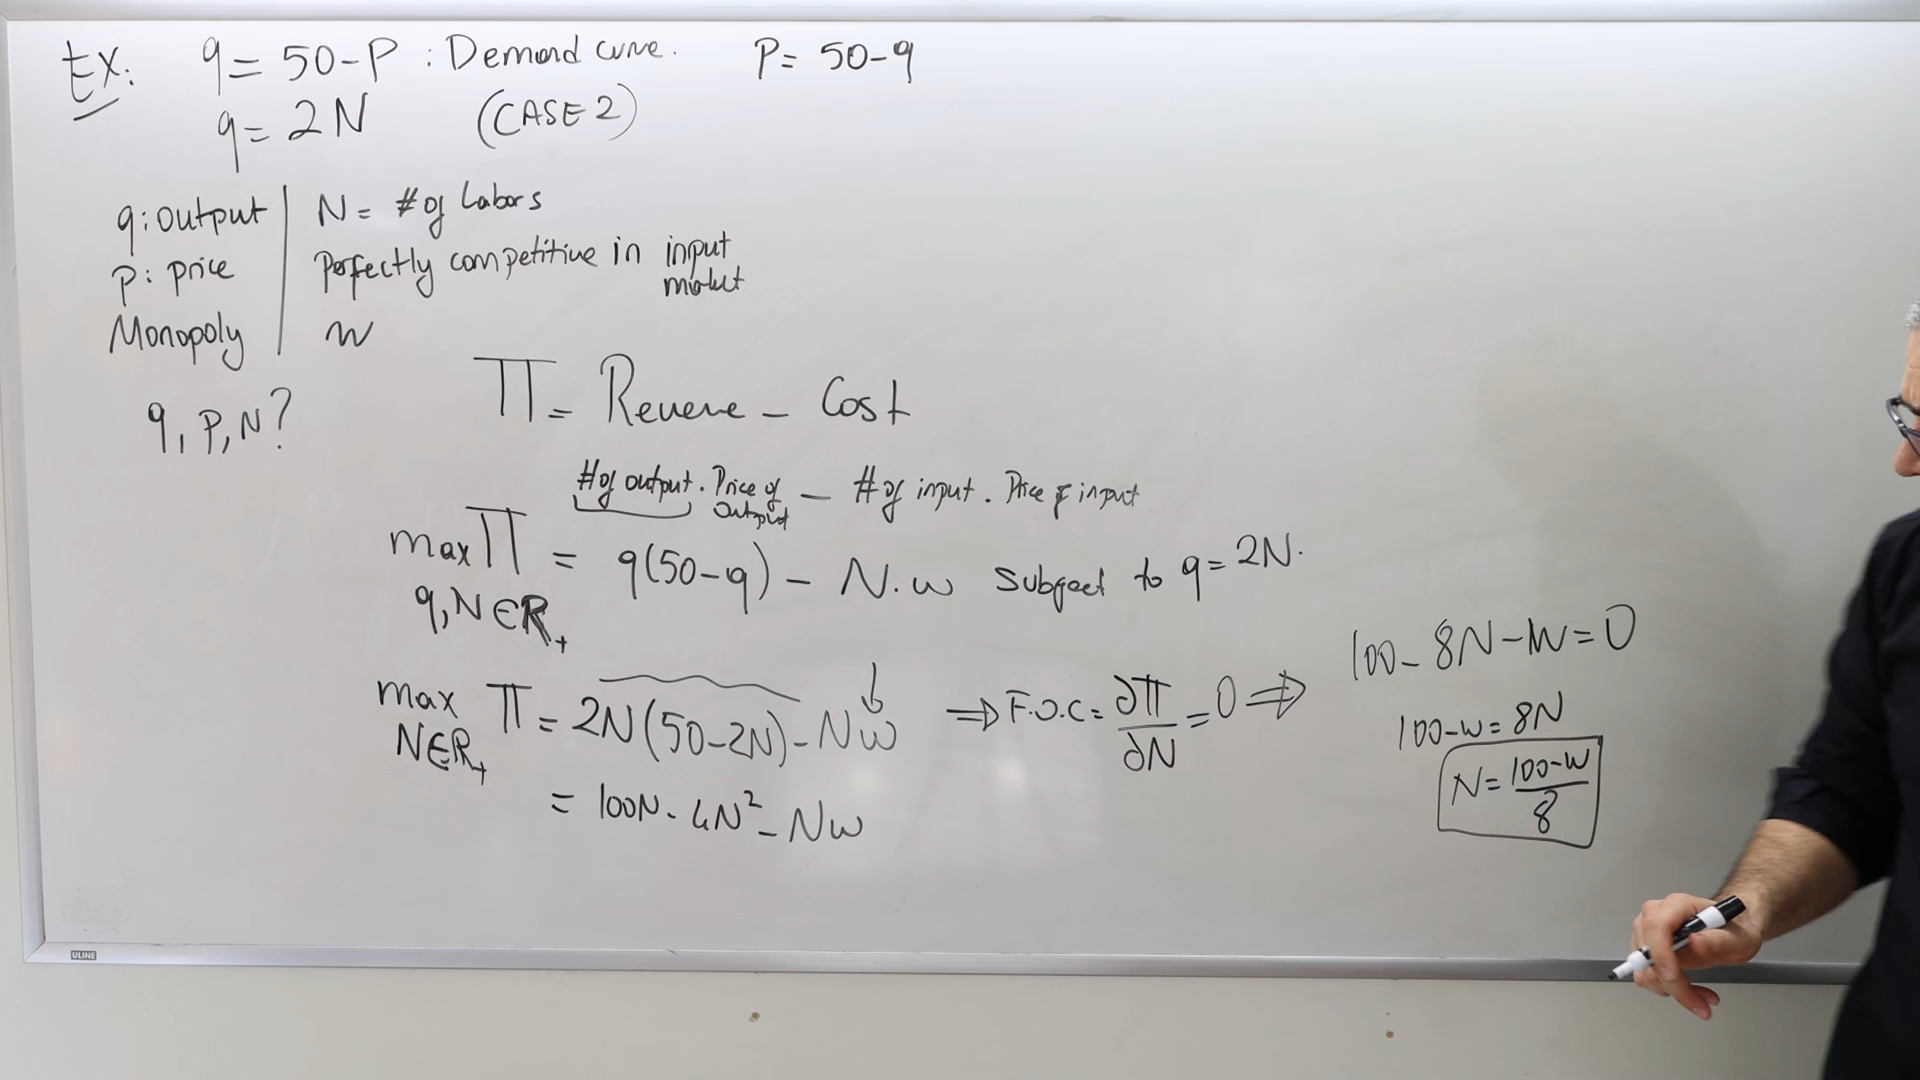 Ex: q = 50-P : Demand curve. P = 50-q
q = 2N (CASE 2)
q: output | N = # of Labors
P: price | Perfectly competitive in input market
Monopoly | w
q, P, N?
Π = Revenue - Cost
# of output . Price of output - # of input . Price of input
max Π = q(50-q) - N.w subject to q = 2N.
q,N∈R₊
max Π = 2N(50-2N) - Nw ⇒ F.O.C = ∂Π/∂N = 0 ⇒ 100-8N-w=0
N∈R₊
100-w = 8N
= 100N - 4N² - Nw
N = (100-w)/8
ULINE